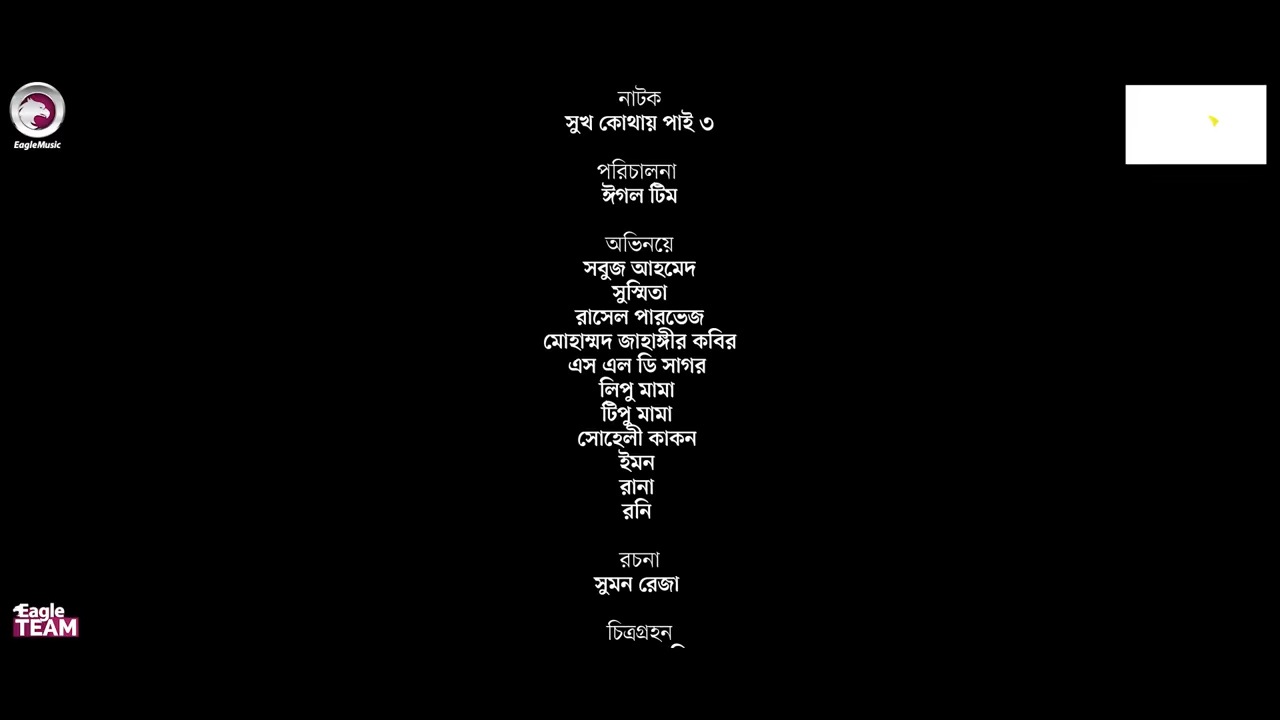 নাটক
সুখ কোথায় পাই ৩
পরিচালনা
ঈগল টিম
অভিনয়ে
সবুজ আহমেদ
সুস্মিতা
রাসেল পারভেজ
মোহাম্মদ জাহাঙ্গীর কবির
এস এল ডি সাগর
লিপু মামা
টিপু মামা
সোহেলী কাকন
ইমন
রানা
রনি
রচনা
সুমন রেজা
চিত্রগ্রহন
EagleMusic
Eagle
TEAM